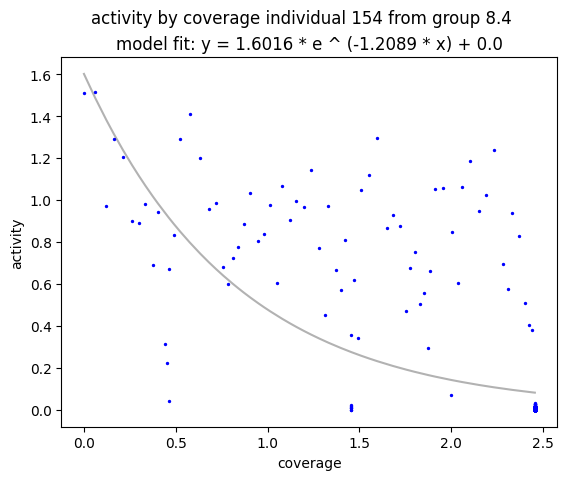 activity by coverage individual 154 from group 8.4
model fit: y = 1.6016 * e ^ (-1.2089 * x) + 0.0
1.6
1.4
1.2
1.0
0.8
0.6
0.4
0.2
0.0
activity
0.0 0.5 1.0 1.5 2.0 2.5
coverage